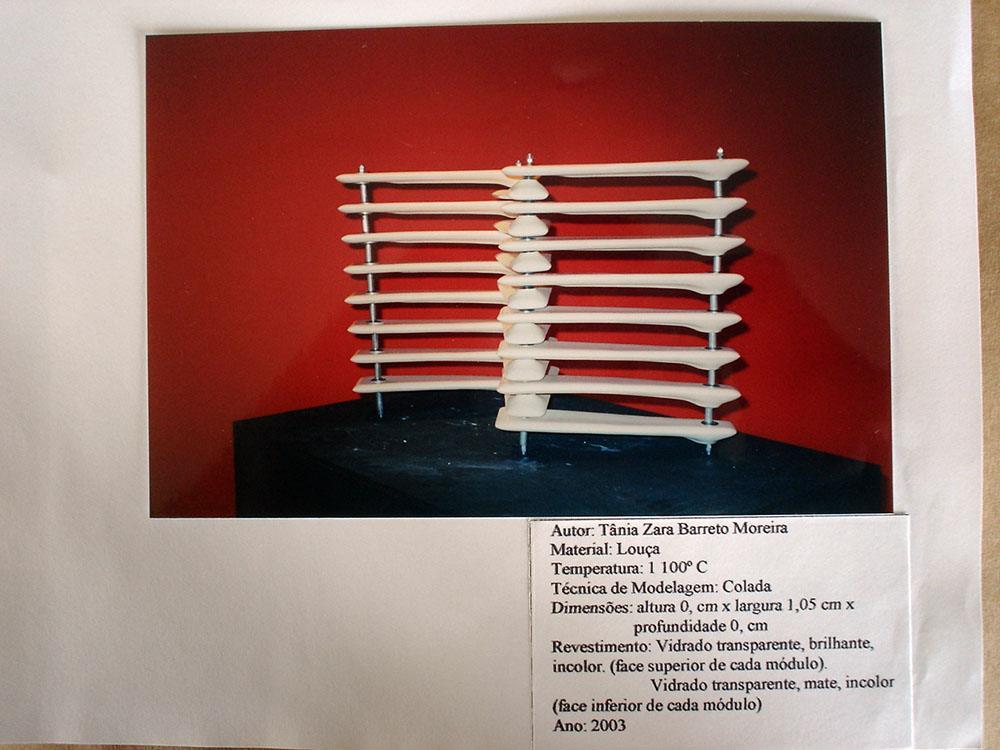 Autor: Tânia Zara Barreto Moreira
Material: Louça
Temperatura: 1 100º C
Técnica de Modelagem: Colada
Dimensões: altura 0, cm x largura 1,05 cm x
profundidade 0, cm
Revestimento: Vidrado transparente, brilhante,
incolor. (face superior de cada módulo).
Vidrado transparente, mate, incolor
(face inferior de cada módulo)
Ano: 2003